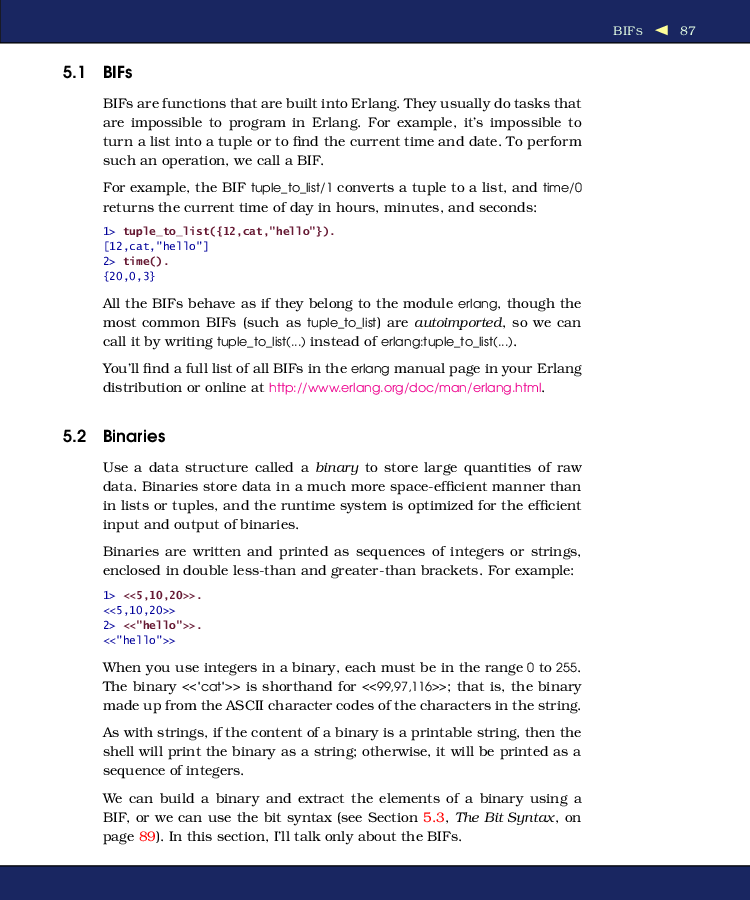 BIFs ◀ 87
5.1 BIFs
BIFs are functions that are built into Erlang. They usually do tasks that
are impossible to program in Erlang. For example, it's impossible to
turn a list into a tuple or to find the current time and date. To perform
such an operation, we call a BIF.
For example, the BIF tuple_to_list/1 converts a tuple to a list, and time/0
returns the current time of day in hours, minutes, and seconds:
1> tuple_to_list({12,cat,"hello"}).
[12,cat,"hello"]
2> time().
{20,0,3}
All the BIFs behave as if they belong to the module erlang, though the
most common BIFs (such as tuple_to_list) are autoimported, so we can
call it by writing tuple_to_list(...) instead of erlang:tuple_to_list(...).
You'll find a full list of all BIFs in the erlang manual page in your Erlang
distribution or online at http://www.erlang.org/doc/man/erlang.html.
5.2 Binaries
Use a data structure called a binary to store large quantities of raw
data. Binaries store data in a much more space-efficient manner than
in lists or tuples, and the runtime system is optimized for the efficient
input and output of binaries.
Binaries are written and printed as sequences of integers or strings,
enclosed in double less-than and greater-than brackets. For example:
1> <<5,10,20>>.
<<5,10,20>>
2> <<"hello">>.
<<"hello">>
When you use integers in a binary, each must be in the range 0 to 255.
The binary <<"cat">> is shorthand for <<99,97,116>>; that is, the binary
made up from the ASCII character codes of the characters in the string.
As with strings, if the content of a binary is a printable string, then the
shell will print the binary as a string; otherwise, it will be printed as a
sequence of integers.
We can build a binary and extract the elements of a binary using a
BIF, or we can use the bit syntax (see Section 5.3, The Bit Syntax, on
page 89). In this section, I'll talk only about the BIFs.